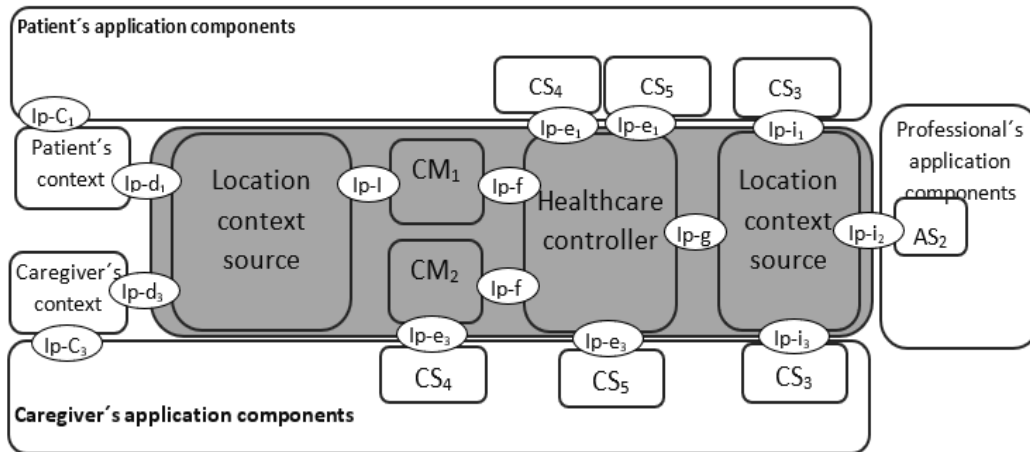 Patient´s application components
CS₄
CS₅
CS₃
Ip-C₁
Ip-e₁
Ip-e₁
Ip-i₁
Patient´s
context
Ip-d₁
Location
context
source
Ip-I
CM₁
Ip-f
Healthcare
controller
Ip-g
Location
context
source
Ip-i₂
Professional´s
application
components
AS₂
Caregiver´s
context
Ip-d₃
CM₂
Ip-f
Ip-C₃
Ip-e₃
Ip-e₃
Ip-i₃
CS₄
CS₅
CS₃
Caregiver´s application components